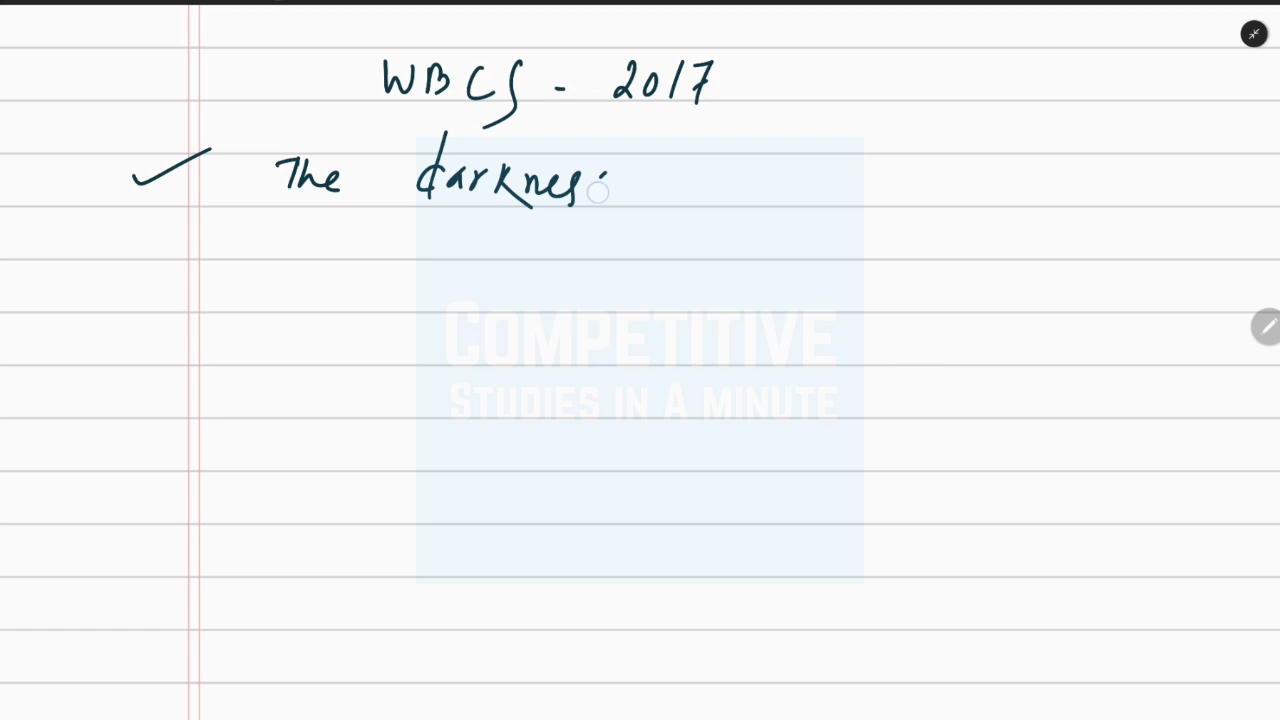 WBCS - 2017
The darknes
COMPETITIVE
STUDIES IN A MINUTE